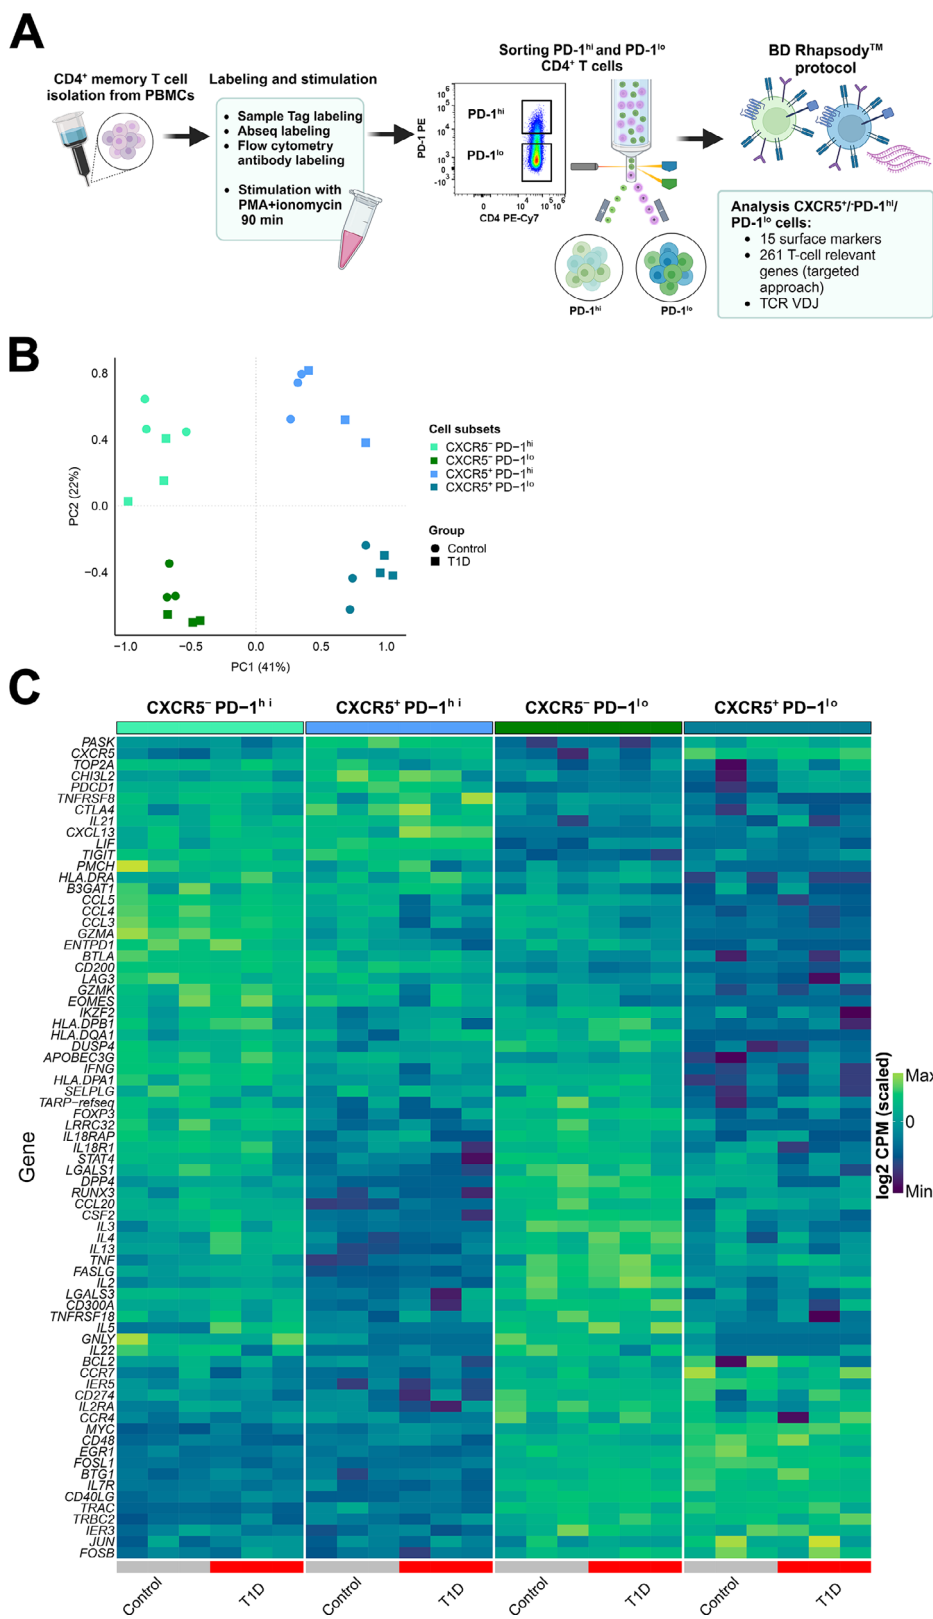 A
CD4⁺ memory T cell
isolation from PBMCs
Labeling and stimulation
• Sample Tag labeling
• Abseq labeling
• Flow cytometry
antibody labeling
• Stimulation with
PMA+ionomycin
90 min
Sorting PD-1ʰⁱ and PD-1ˡᵒ
CD4⁺ T cells
PD-1 PE
10⁶
10⁵
10⁴
10³
0
-10³
PD-1ʰⁱ
PD-1ˡᵒ
0
10⁴
10⁵
10⁶
CD4 PE-Cy7
PD-1ʰⁱ
PD-1ˡᵒ
BD Rhapsody™
protocol
Analysis CXCR5⁺/⁻PD-1ʰⁱ/
PD-1ˡᵒ cells:
• 15 surface markers
• 261 T-cell relevant
genes (targeted
approach)
• TCR VDJ
B
PC2 (22%)
0.8
0.4
0.0
−0.4
−1.0
−0.5
0.0
0.5
1.0
PC1 (41%)
Cell subsets
CXCR5⁻ PD−1ʰⁱ
CXCR5⁻ PD−1ˡᵒ
CXCR5⁺ PD−1ʰⁱ
CXCR5⁺ PD−1ˡᵒ
Group
Control
T1D
C
CXCR5⁻ PD−1ʰⁱ
CXCR5⁺ PD−1ʰⁱ
CXCR5⁻ PD−1ˡᵒ
CXCR5⁺ PD−1ˡᵒ
Gene
PASK
CXCR5
TOP2A
CHI3L2
PDCD1
TNFRSF8
CTLA4
IL21
CXCL13
LIF
TIGIT
PMCH
HLA.DRA
B3GAT1
CCL5
CCL4
CCL3
GZMA
ENTPD1
BTLA
CD200
LAG3
GZMK
EOMES
IKZF2
HLA.DPB1
HLA.DQA1
DUSP4
APOBEC3G
IFNG
HLA.DPA1
SELPLG
TARP−refseq
FOXP3
LRRC32
IL18RAP
IL18R1
STAT4
LGALS1
DPP4
RUNX3
CCL20
CSF2
IL3
IL4
IL13
TNF
FASLG
IL2
LGALS3
CD300A
TNFRSF18
IL5
GNLY
IL22
BCL2
CCR7
IER5
CD274
IL2RA
CCR4
MYC
CD48
EGR1
FOSL1
BTG1
IL7R
CD40LG
TRAC
TRBC2
IER3
JUN
FOSB
Control
T1D
Control
T1D
Control
T1D
Control
T1D
log2 CPM (scaled)
Max
0
Min